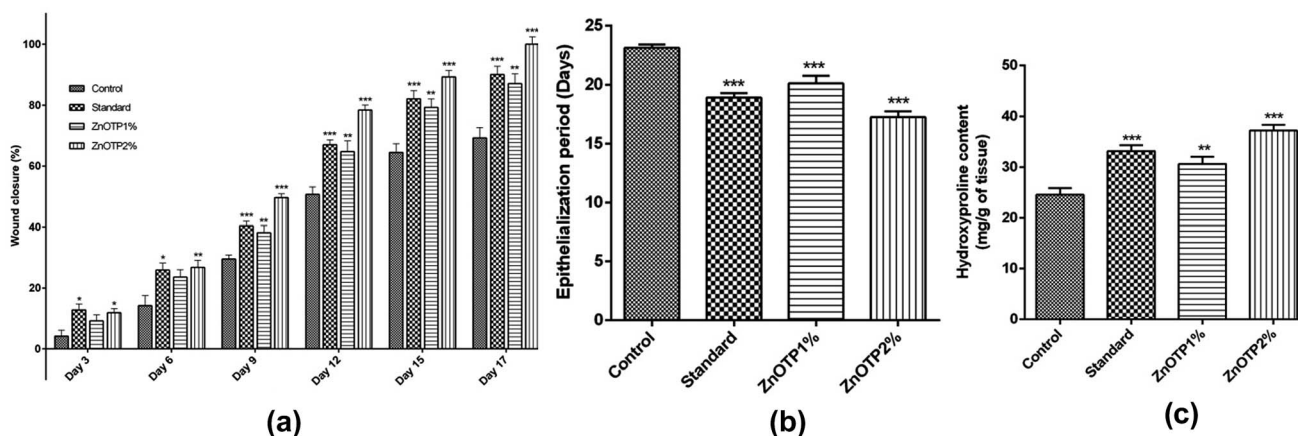 Wound closure (%)
100
80
60
40
20
0
Control
Standard
ZnOTP1%
ZnOTP2%
* *
* **
*** ** ***
*** ** ***
*** ** ***
*** ** ***
Day 3
Day 6
Day 9
Day 12
Day 15
Day 17
(a)
Epithelialization period (Days)
25
20
15
10
5
0
*** *** ***
Control
Standard
ZnOTP1%
ZnOTP2%
(b)
Hydroxyproline content
(mg/g of tissue)
50
40
30
20
10
0
*** ** ***
Control
Standard
ZnOTP1%
ZnOTP2%
(c)